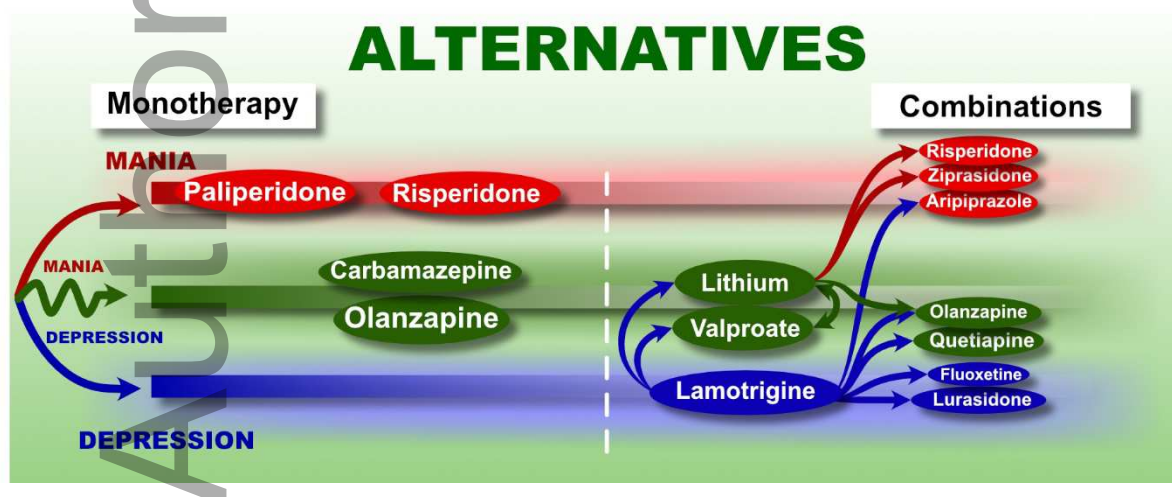 ALTERNATIVES
Monotherapy
Combinations
MANIA
Paliperidone
Risperidone
Risperidone
Ziprasidone
Aripiprazole
MANIA
DEPRESSION
Carbamazepine
Olanzapine
Lithium
Valproate
Olanzapine
Quetiapine
Lamotrigine
Fluoxetine
Lurasidone
DEPRESSION
Author